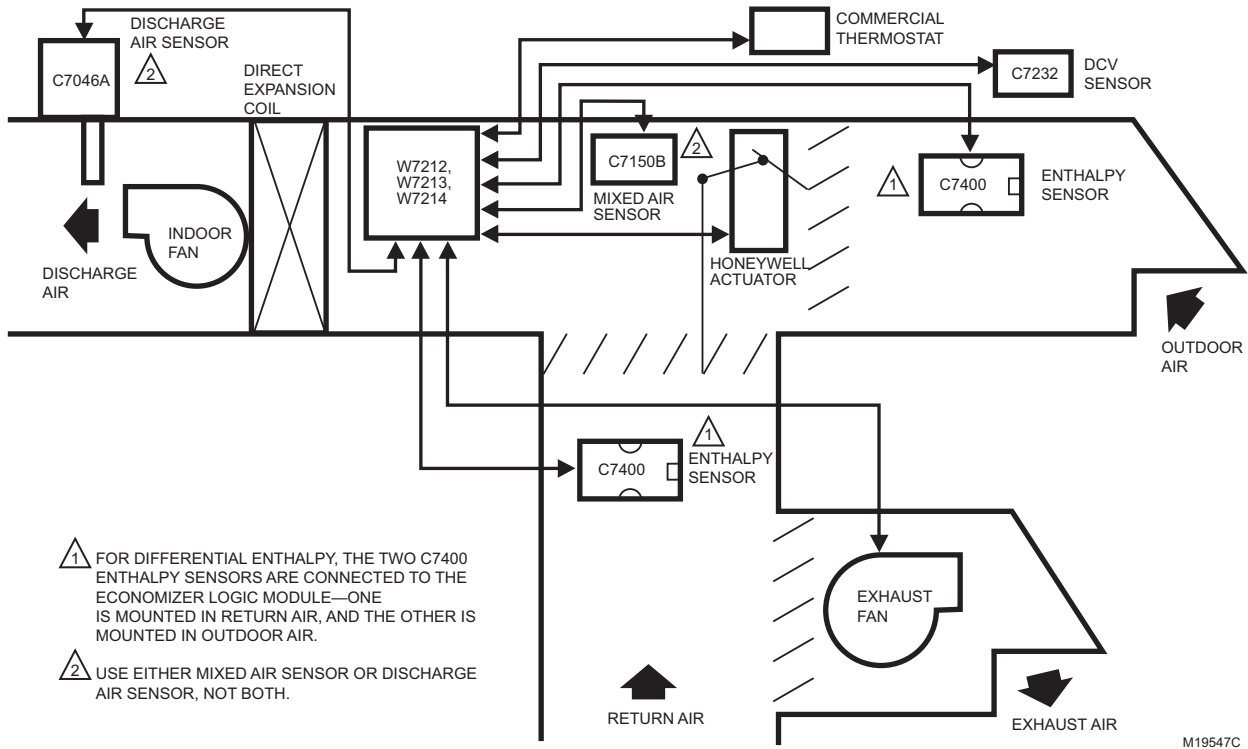 DISCHARGE
AIR SENSOR
2
C7046A
DIRECT
EXPANSION
COIL
COMMERCIAL
THERMOSTAT
C7232
DCV
SENSOR
W7212,
W7213,
W7214
C7150B
2
MIXED AIR
SENSOR
1
C7400
ENTHALPY
SENSOR
INDOOR
FAN
DISCHARGE
AIR
HONEYWELL
ACTUATOR
OUTDOOR
AIR
1
C7400
ENTHALPY
SENSOR
EXHAUST
FAN
1 FOR DIFFERENTIAL ENTHALPY, THE TWO C7400
ENTHALPY SENSORS ARE CONNECTED TO THE
ECONOMIZER LOGIC MODULE—ONE
IS MOUNTED IN RETURN AIR, AND THE OTHER IS
MOUNTED IN OUTDOOR AIR.
2 USE EITHER MIXED AIR SENSOR OR DISCHARGE
AIR SENSOR, NOT BOTH.
RETURN AIR
EXHAUST AIR
M19547C